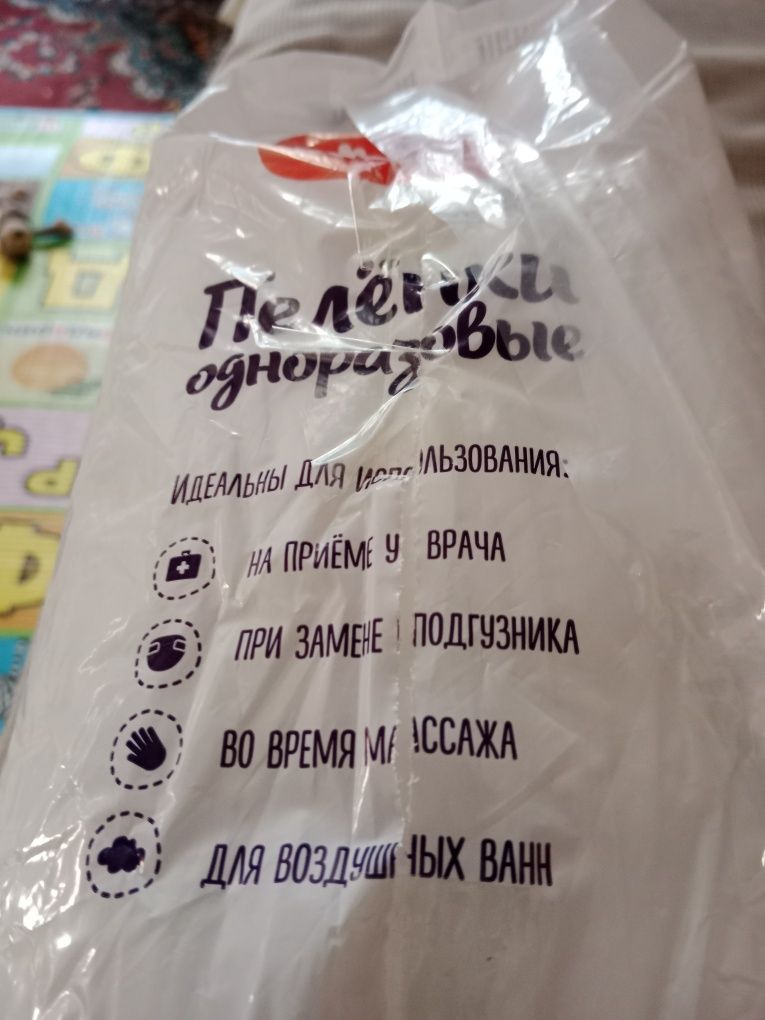 Пелёнки
одноразовые
ИДЕАЛЬНЫ ДЛЯ ИСПОЛЬЗОВАНИЯ:
НА ПРИЁМЕ У ВРАЧА
ПРИ ЗАМЕНЕ ПОДГУЗНИКА
ВО ВРЕМЯ МАССАЖА
ДЛЯ ВОЗДУШНЫХ ВАНН